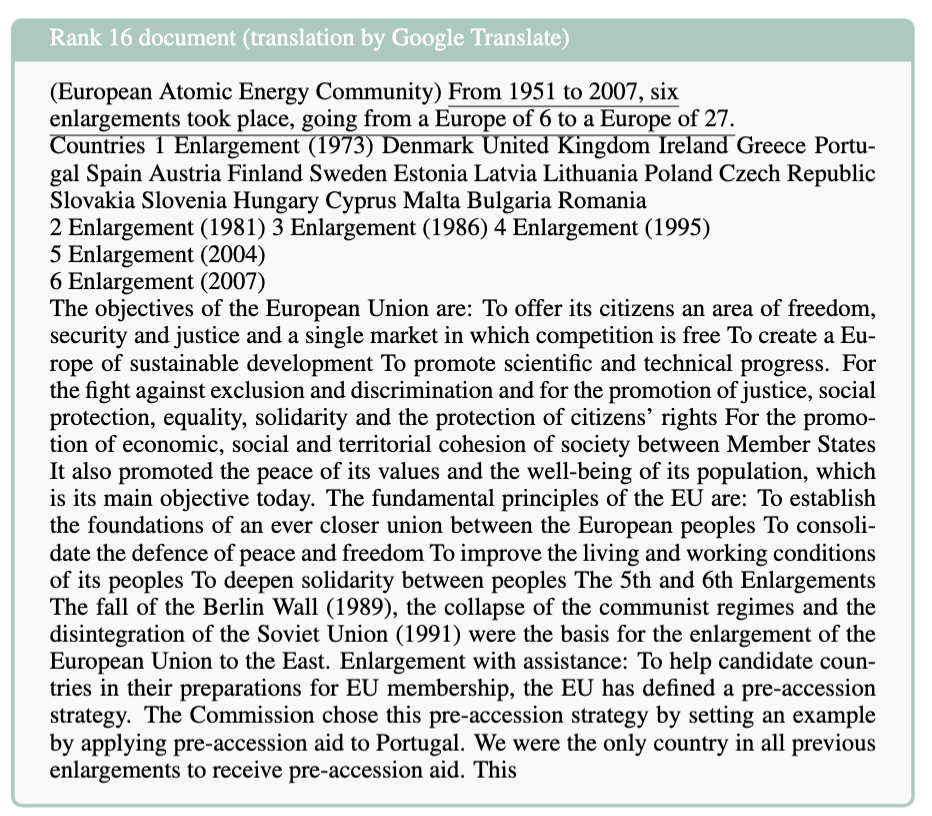 Rank 16 document (translation by Google Translate)
(European Atomic Energy Community) From 1951 to 2007, six
enlargements took place, going from a Europe of 6 to a Europe of 27.
Countries 1 Enlargement (1973) Denmark United Kingdom Ireland Greece Portu-
gal Spain Austria Finland Sweden Estonia Latvia Lithuania Poland Czech Republic
Slovakia Slovenia Hungary Cyprus Malta Bulgaria Romania
2 Enlargement (1981) 3 Enlargement (1986) 4 Enlargement (1995)
5 Enlargement (2004)
6 Enlargement (2007)
The objectives of the European Union are: To offer its citizens an area of freedom,
security and justice and a single market in which competition is free To create a Eu-
rope of sustainable development To promote scientific and technical progress. For
the fight against exclusion and discrimination and for the promotion of justice, social
protection, equality, solidarity and the protection of citizens’ rights For the promo-
tion of economic, social and territorial cohesion of society between Member States
It also promoted the peace of its values and the well-being of its population, which
is its main objective today. The fundamental principles of the EU are: To establish
the foundations of an ever closer union between the European peoples To consoli-
date the defence of peace and freedom To improve the living and working conditions
of its peoples To deepen solidarity between peoples The 5th and 6th Enlargements
The fall of the Berlin Wall (1989), the collapse of the communist regimes and the
disintegration of the Soviet Union (1991) were the basis for the enlargement of the
European Union to the East. Enlargement with assistance: To help candidate coun-
tries in their preparations for EU membership, the EU has defined a pre-accession
strategy. The Commission chose this pre-accession strategy by setting an example
by applying pre-accession aid to Portugal. We were the only country in all previous
enlargements to receive pre-accession aid. This